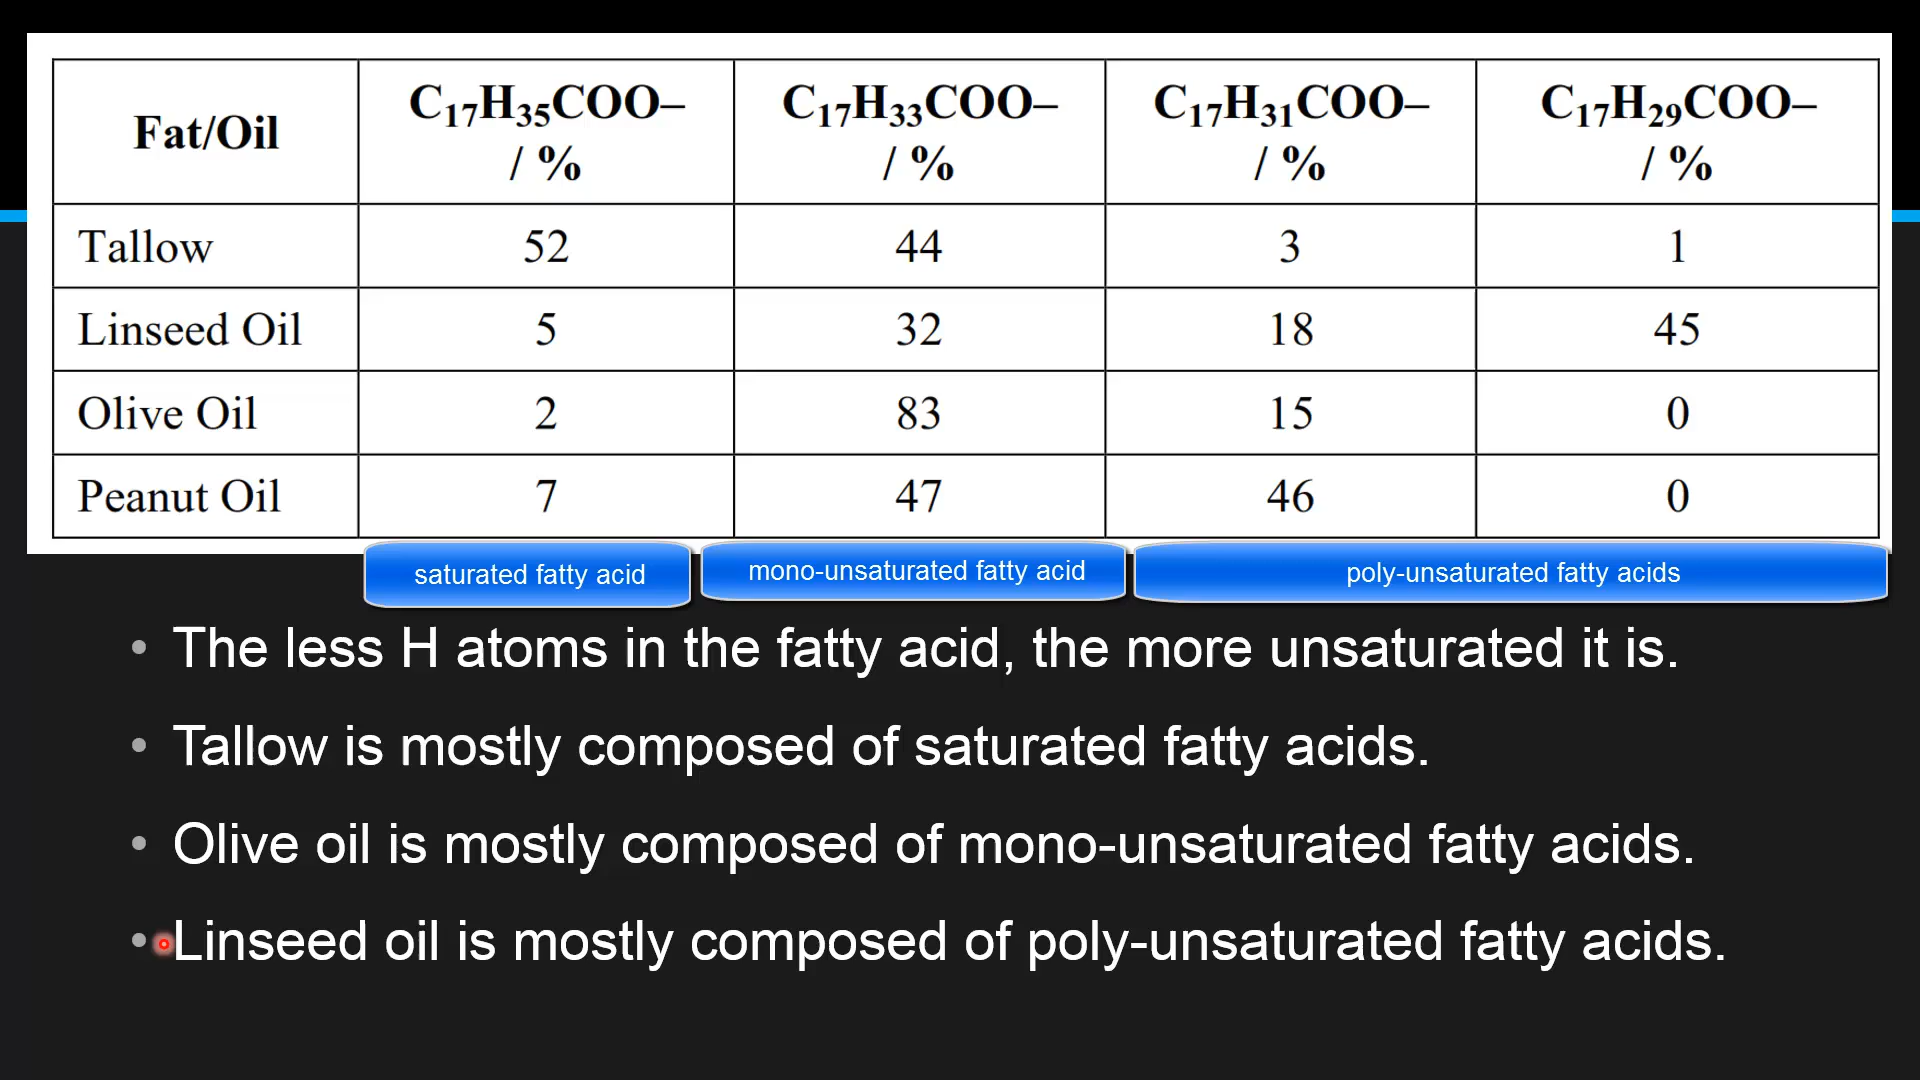 Fat/Oil C₁₇H₃₅COO– / % C₁₇H₃₃COO– / % C₁₇H₃₁COO– / % C₁₇H₂₉COO– / %
Tallow 52 44 3 1
Linseed Oil 5 32 18 45
Olive Oil 2 83 15 0
Peanut Oil 7 47 46 0
saturated fatty acid mono-unsaturated fatty acid poly-unsaturated fatty acids
• The less H atoms in the fatty acid, the more unsaturated it is.
• Tallow is mostly composed of saturated fatty acids.
• Olive oil is mostly composed of mono-unsaturated fatty acids.
• Linseed oil is mostly composed of poly-unsaturated fatty acids.